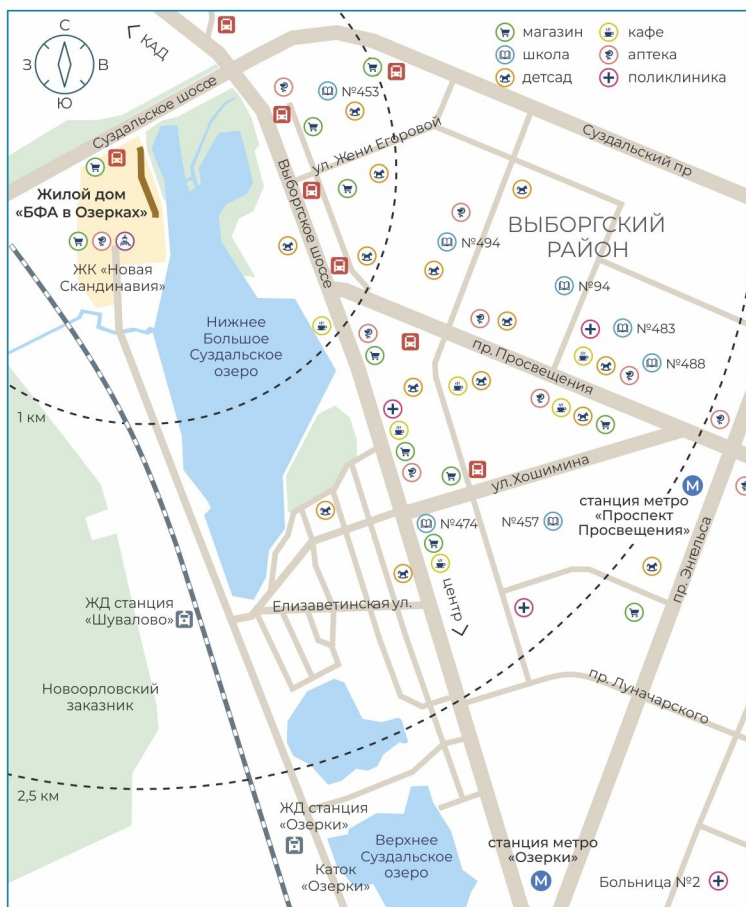 С
З
В
Ю
КАД
магазин
кафе
школа
аптека
детсад
поликлиника
Суздальское шоссе
№453
ул. Жени Егоровой
Суздальский пр
Выборгское шоссе
Жилой дом
«БФА в Озерках»
ЖК «Новая
Скандинавия»
№494
ВЫБОРГСКИЙ
РАЙОН
№94
№483
№488
Нижнее
Большое
Суздальское
озеро
пр. Просвещения
1 км
ул.Хошимина
станция метро
«Проспект
Просвещения»
М
№474
№457
пр. Энгельса
центр
Елизаветинская ул.
ЖД станция
«Шувалово»
Новоорловский
заказник
пр. Луначарского
2,5 км
ЖД станция
«Озерки»
Каток
«Озерки»
Верхнее
Суздальское
озеро
станция метро
«Озерки»
М
Больница №2